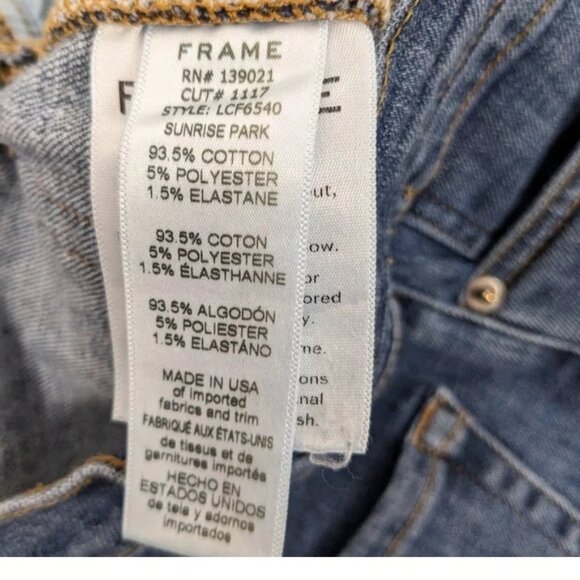 FRAME
RN# 139021
CUT# 1117
STYLE: LCF6540
SUNRISE PARK
93.5% COTTON
5% POLYESTER
1.5% ELASTANE
93.5% COTON
5% POLYESTER
1.5% ÉLASTHANNE
93.5% ALGODÓN
5% POLIESTER
1.5% ELASTÁNO
MADE IN USA
of imported
fabrics and trim
FABRIQUÉ AUX ÉTATS-UNIS
de tissus et de
garnitures importés
HECHO EN
ESTADOS UNIDOS
de tela y adornos
importados